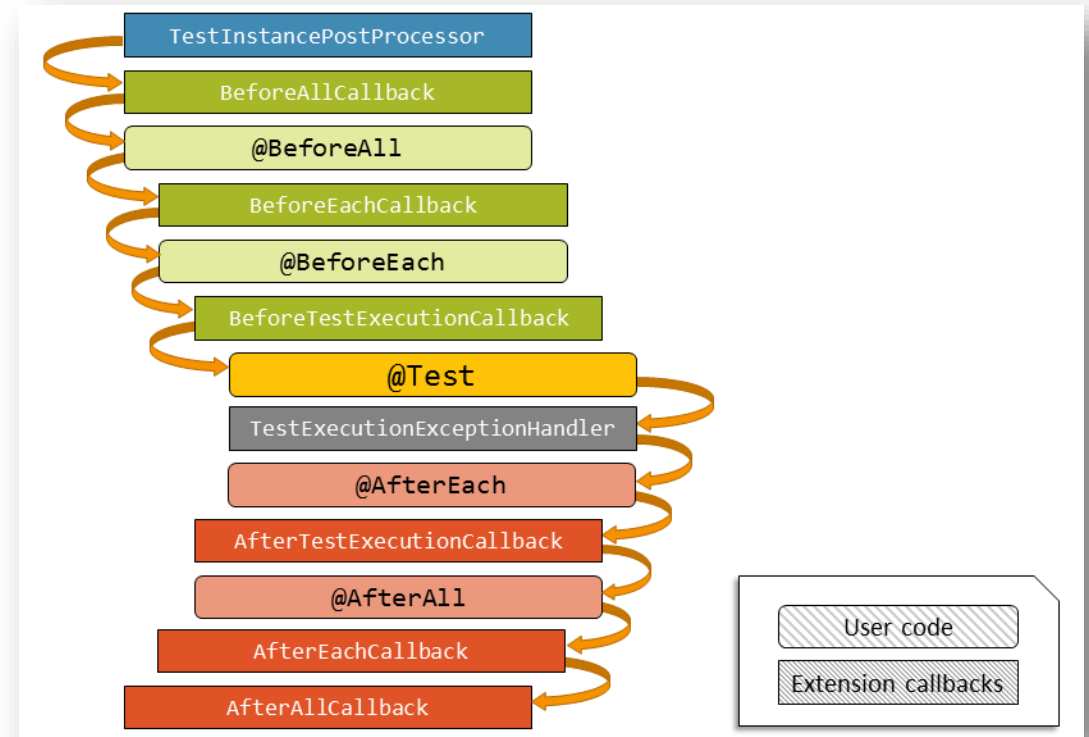 TestInstancePostProcessor
BeforeAllCallback
@BeforeAll
BeforeEachCallback
@BeforeEach
BeforeTestExecutionCallback
@Test
TestExecutionExceptionHandler
@AfterEach
AfterTestExecutionCallback
@AfterAll
AfterEachCallback
AfterAllCallback
User code
Extension callbacks